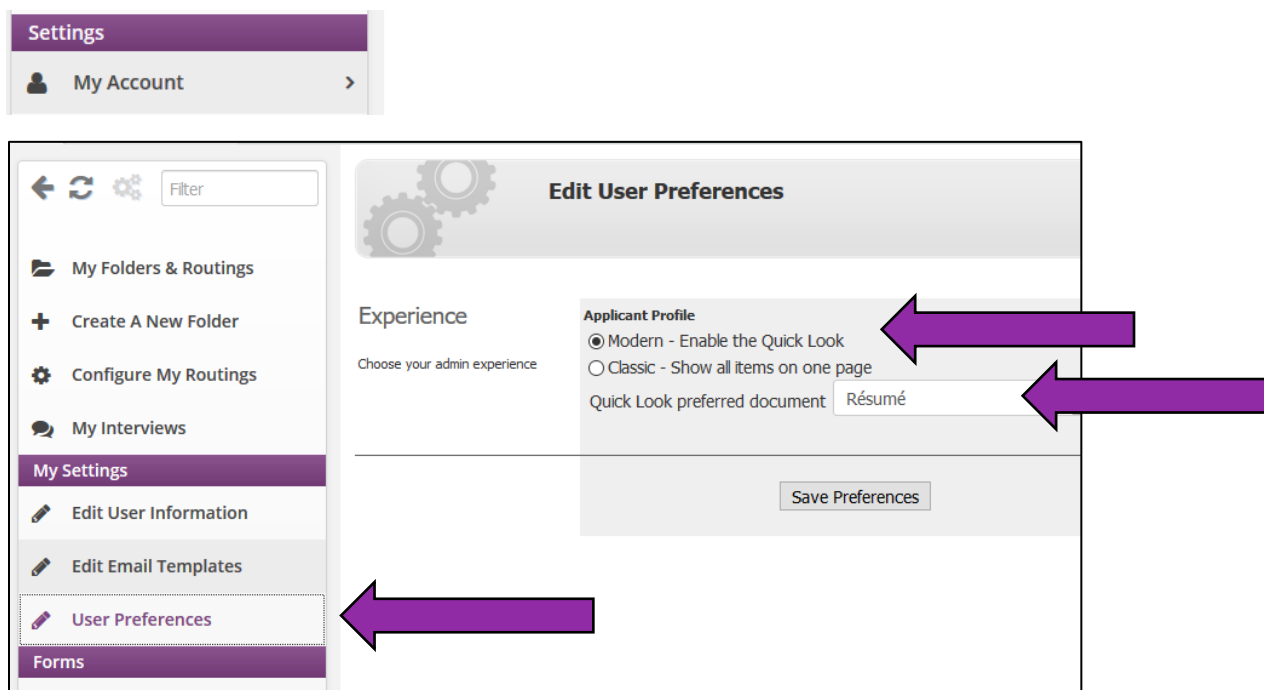 Settings
My Account
Filter
My Folders & Routings
Create A New Folder
Configure My Routings
My Interviews
My Settings
Edit User Information
Edit Email Templates
User Preferences
Forms
Edit User Preferences
Experience
Choose your admin experience
Applicant Profile
Modern - Enable the Quick Look
Classic - Show all items on one page
Quick Look preferred document Résumé
Save Preferences